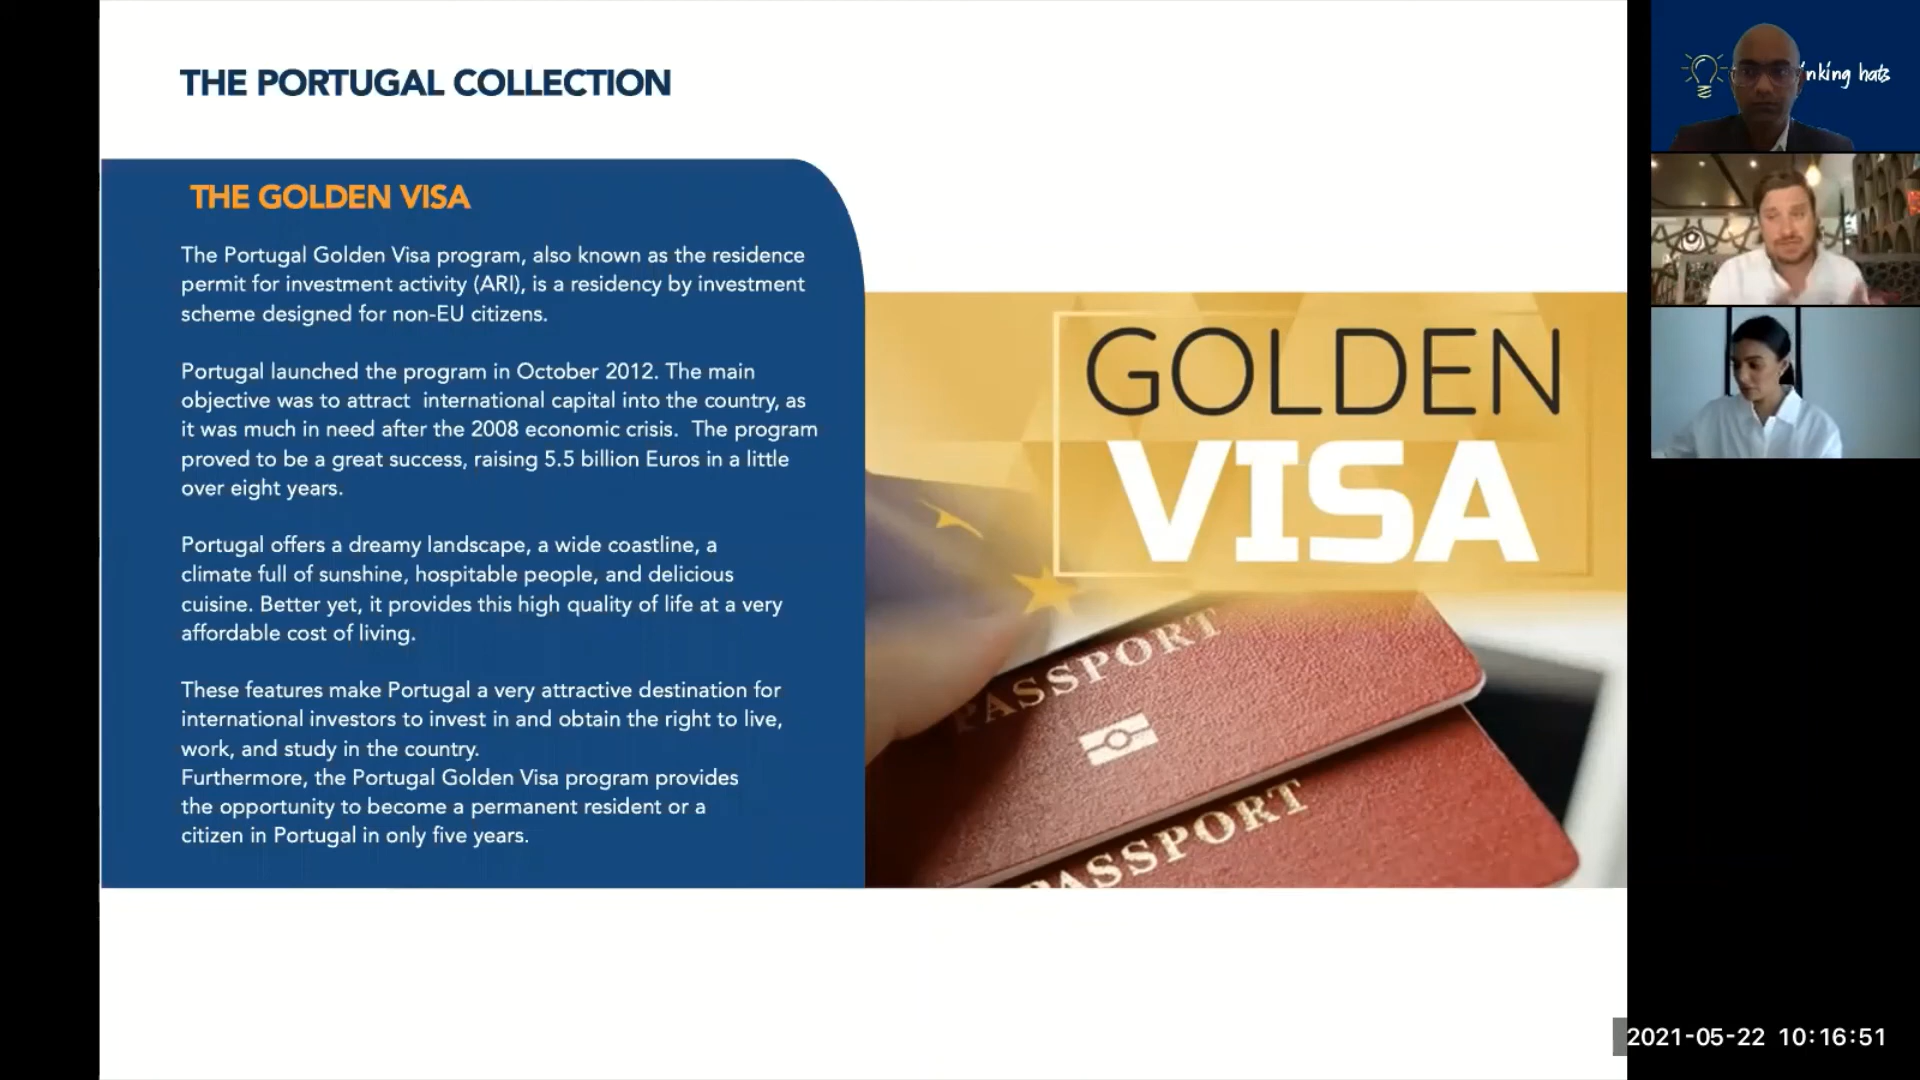 THE PORTUGAL COLLECTION
THE GOLDEN VISA
The Portugal Golden Visa program, also known as the residence
permit for investment activity (ARI), is a residency by investment
scheme designed for non-EU citizens.
Portugal launched the program in October 2012. The main
objective was to attract  international capital into the country, as
it was much in need after the 2008 economic crisis.  The program
proved to be a great success, raising 5.5 billion Euros in a little
over eight years.
Portugal offers a dreamy landscape, a wide coastline, a
climate full of sunshine, hospitable people, and delicious
cuisine. Better yet, it provides this high quality of life at a very
affordable cost of living.
These features make Portugal a very attractive destination for
international investors to invest in and obtain the right to live,
work, and study in the country.
Furthermore, the Portugal Golden Visa program provides
the opportunity to become a permanent resident or a
citizen in Portugal in only five years.
GOLDEN
VISA
PASSPORT
PASSPORT
hats
2021-05-22 10:16:51